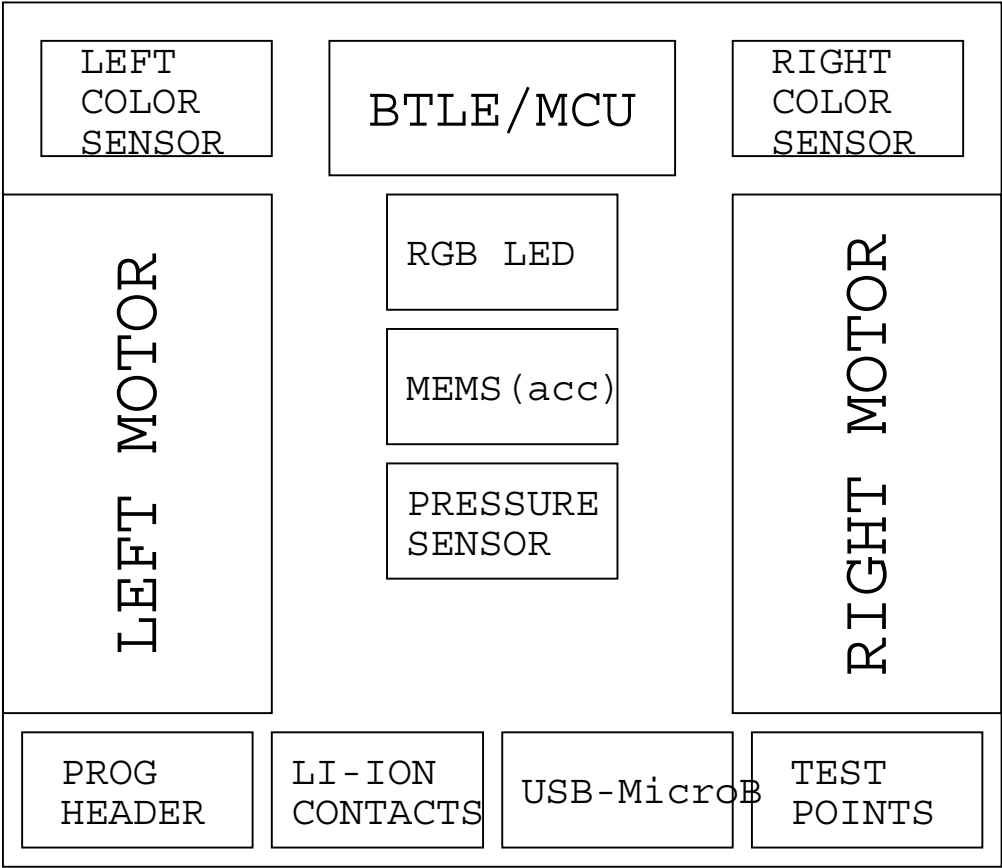 LEFT
COLOR
SENSOR
BTLE/MCU
RIGHT
COLOR
SENSOR
LEFT MOTOR
RGB LED
MEMS(acc)
PRESSURE
SENSOR
RIGHT MOTOR
PROG
HEADER
LI-ION
CONTACTS
USB-MicroB
TEST
POINTS